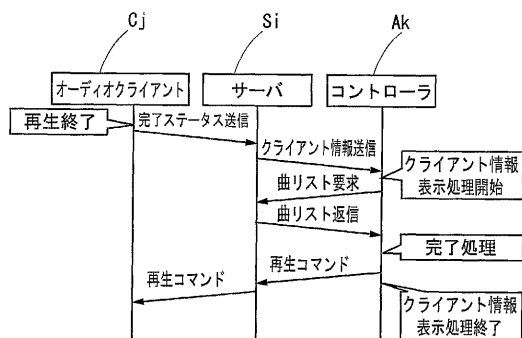 Cj
Si
Ak
オーディオクライアント
サーバ
コントローラ
再生終了
完了ステータス送信
クライアント情報送信
クライアント情報
表示処理開始
曲リスト要求
曲リスト返信
完了処理
再生コマンド
再生コマンド
クライアント情報
表示処理終了